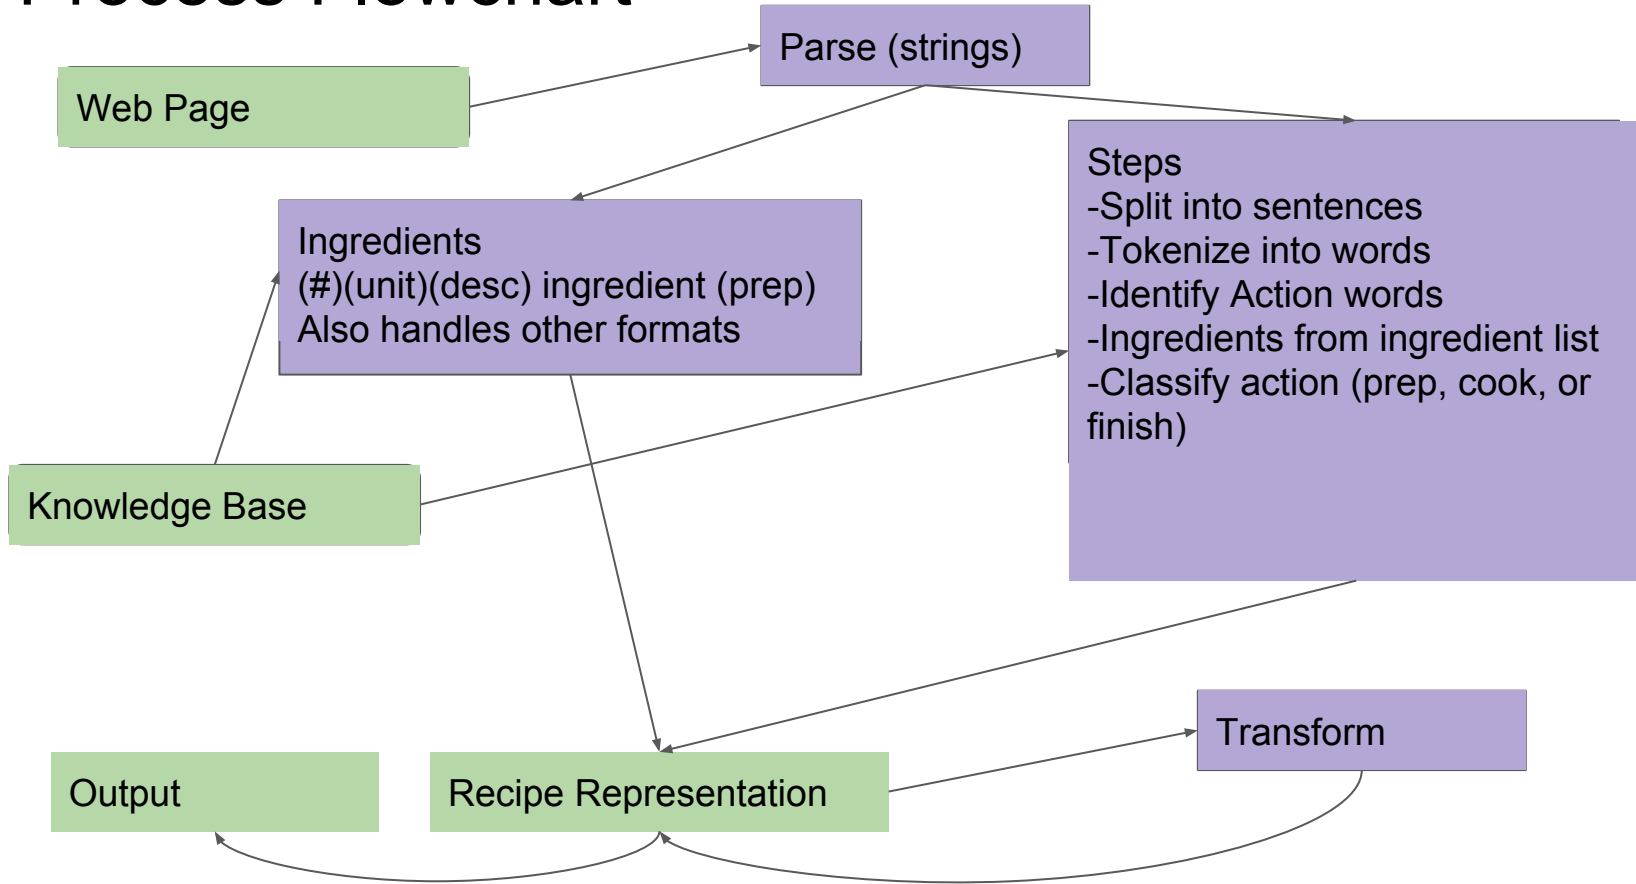 Process Flowchart
Parse (strings)
Web Page
Steps
-Split into sentences
-Tokenize into words
-Identify Action words
-Ingredients from ingredient list
-Classify action (prep, cook, or
finish)
Ingredients
(#)(unit)(desc) ingredient (prep)
Also handles other formats
Knowledge Base
Transform
Output
Recipe Representation